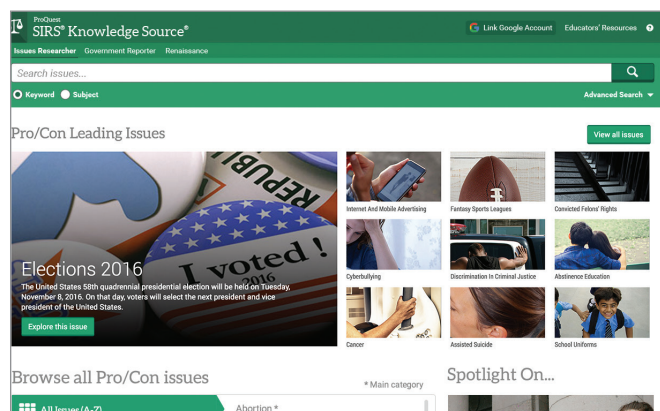 ProQuest
SIRS® Knowledge Source®
Link Google Account
Educators' Resources
?
Issues Researcher
Government Reporter
Renaissance
Search issues...
Keyword
Subject
Advanced Search
Pro/Con Leading Issues
View all issues
REPUBLI
I voted!
2016
Elections 2016
The United States 58th quadrennial presidential election will be held on Tuesday,
November 8, 2016. On that day, voters will select the next president and vice
president of the United States.
Explore this issue
Internet And Mobile Advertising
Fantasy Sports Leagues
Convicted Felons' Rights
Cyberbullying
Discrimination In Criminal Justice
Abstinence Education
Cancer
Assisted Suicide
School Uniforms
Browse all Pro/Con issues
* Main category
Spotlight On...
All Issues (A-Z)
Abortion *